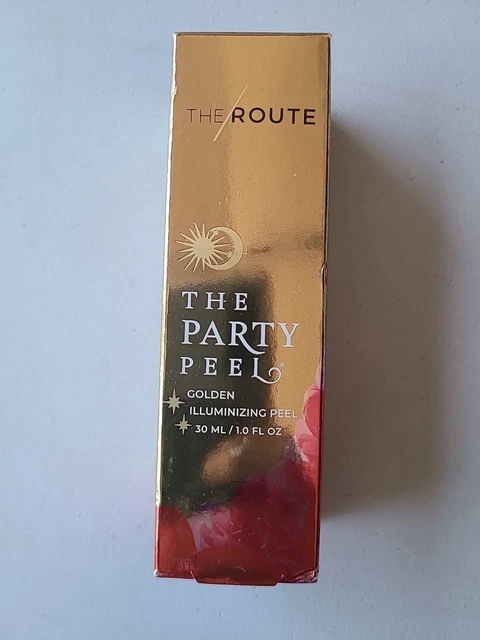 THE/ROUTE
THE
PARTY
PEEL®
GOLDEN
ILLUMINIZING PEEL
30 ML / 1.0 FL OZ